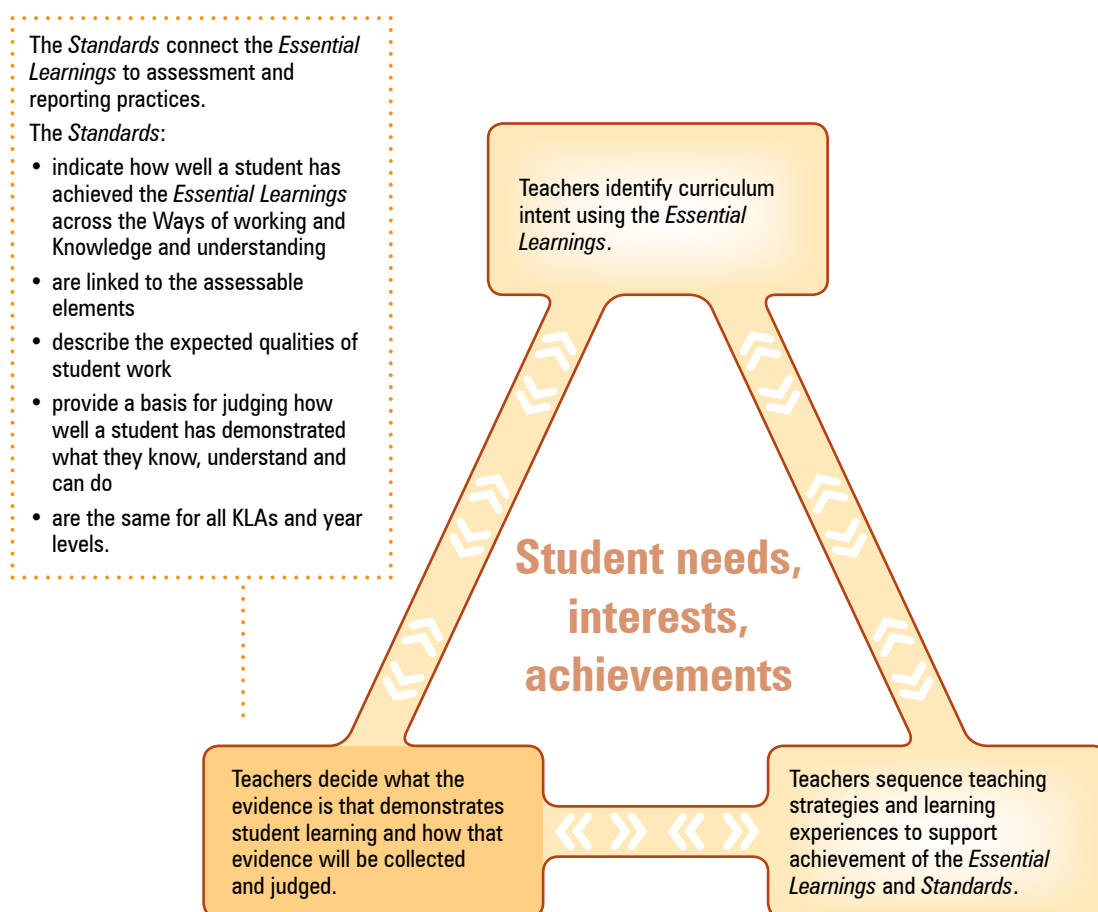 The Standards connect the Essential
Learnings to assessment and
reporting practices.
The Standards:
• indicate how well a student has
achieved the Essential Learnings
across the Ways of working and
Knowledge and understanding
• are linked to the assessable
elements
• describe the expected qualities of
student work
• provide a basis for judging how
well a student has demonstrated
what they know, understand and
can do
• are the same for all KLAs and year
levels.
Teachers identify curriculum
intent using the Essential
Learnings.
Student needs,
interests,
achievements
Teachers decide what the
evidence is that demonstrates
student learning and how that
evidence will be collected
and judged.
Teachers sequence teaching
strategies and learning
experiences to support
achievement of the Essential
Learnings and Standards.